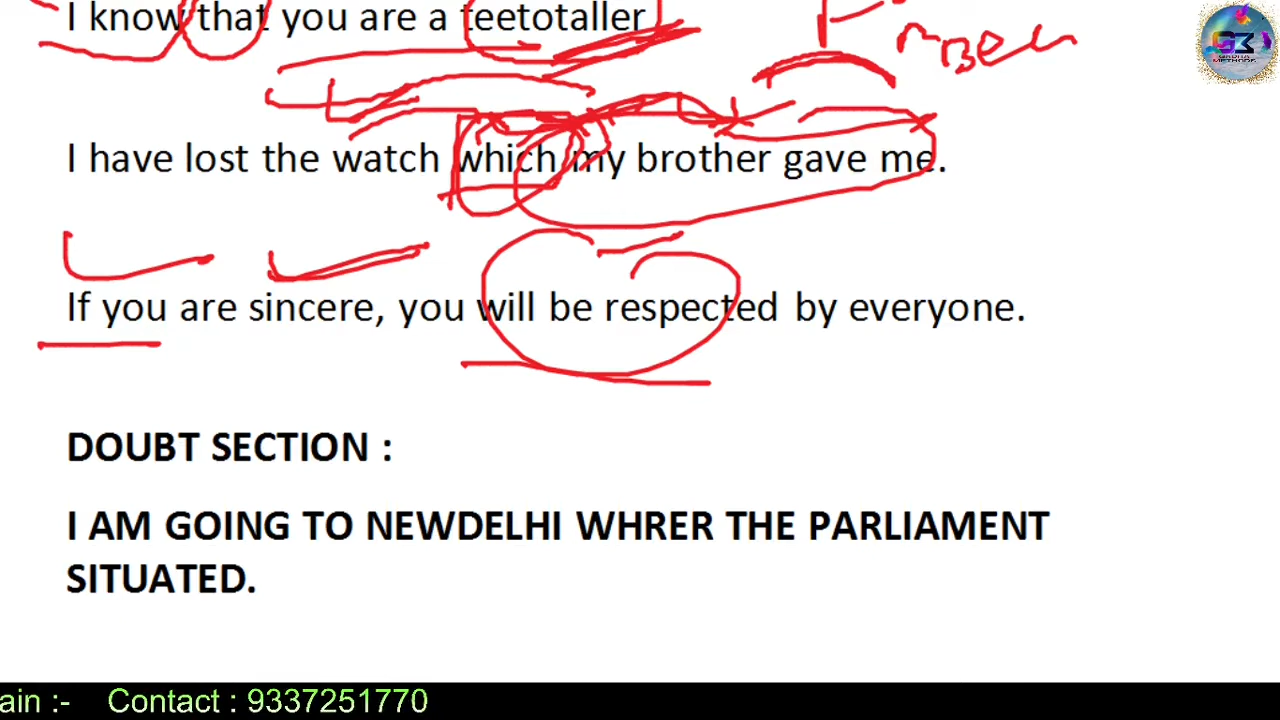 I know that you are a teetotaller
I have lost the watch which my brother gave me.
If you are sincere, you will be respected by everyone.
DOUBT SECTION :
I AM GOING TO NEWDELHI WHRER THE PARLIAMENT
SITUATED.
ain :- Contact : 9337251770